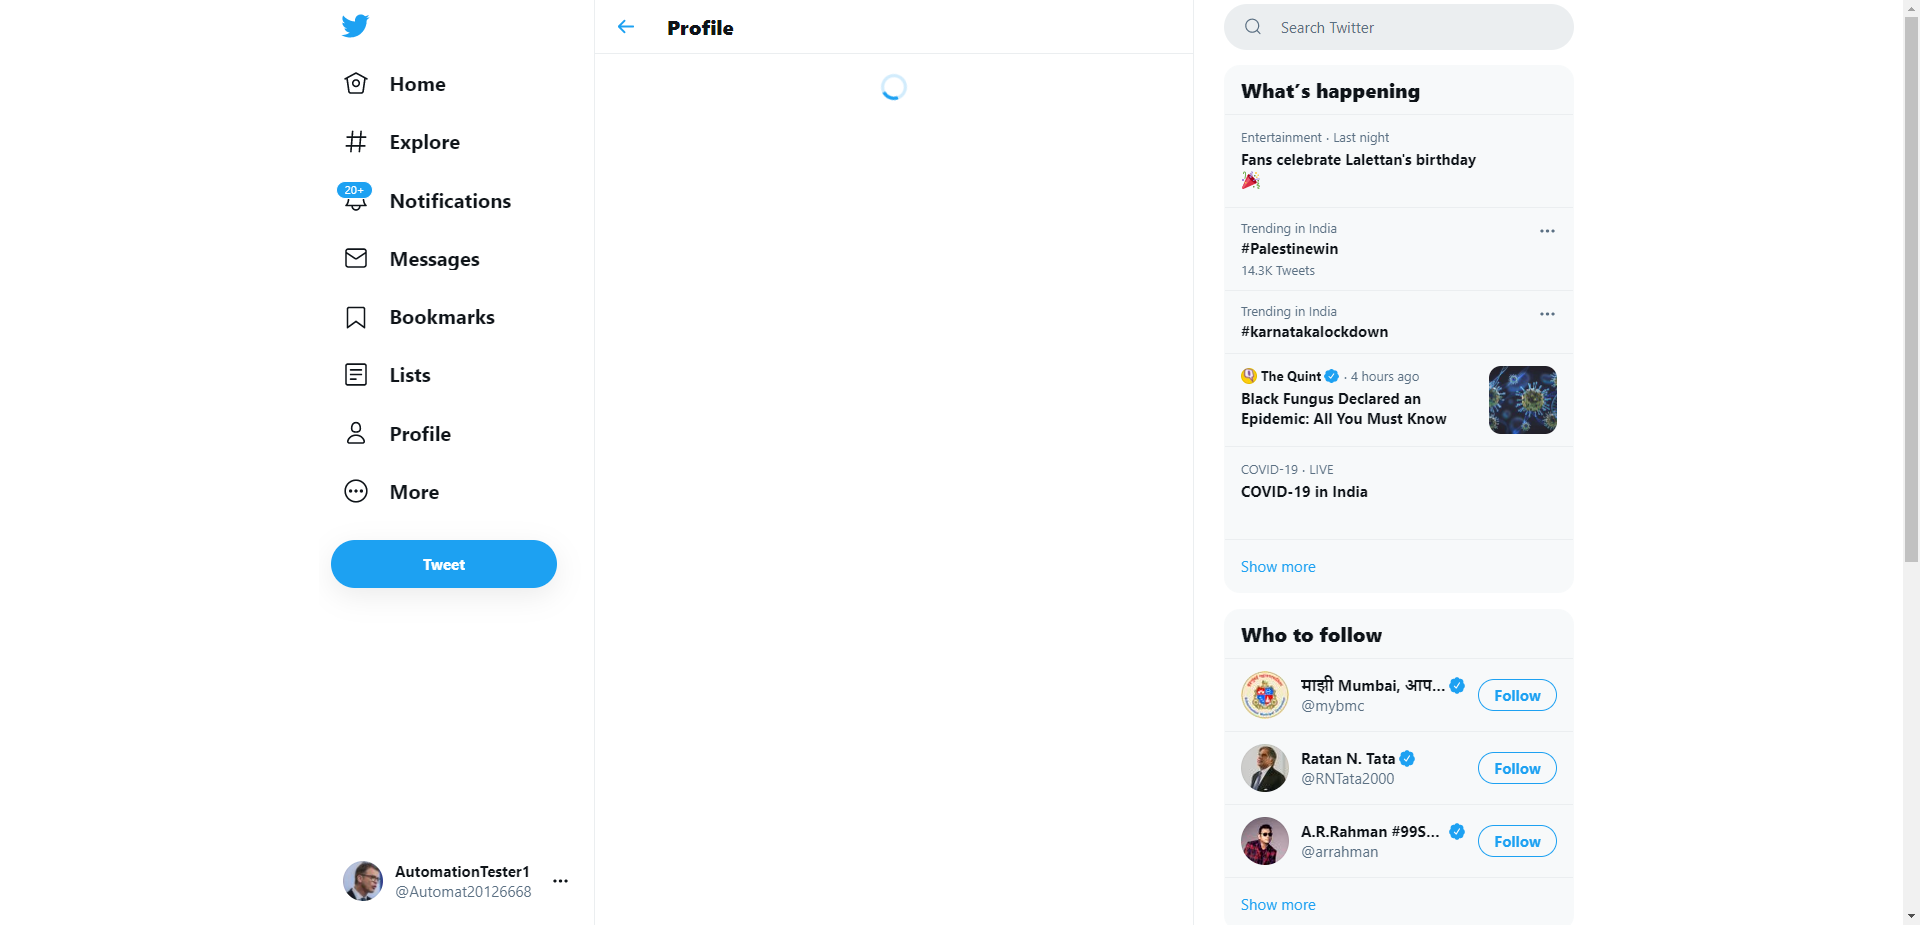 Home
Explore
20+
Notifications
Messages
Bookmarks
Lists
Profile
More
Tweet
AutomationTester1
@Automat20126668
Profile
Search Twitter
What's happening
Entertainment · Last night
Fans celebrate Lalettan's birthday
Trending in India
#Palestinewin
14.3K Tweets
Trending in India
#karnatakalockdown
The Quint · 4 hours ago
Black Fungus Declared an
Epidemic: All You Must Know
COVID-19 · LIVE
COVID-19 in India
Show more
Who to follow
माझी Mumbai, आप...
@mybmc
Follow
Ratan N. Tata
@RNTata2000
Follow
A.R.Rahman #99S...
@arrahman
Follow
Show more